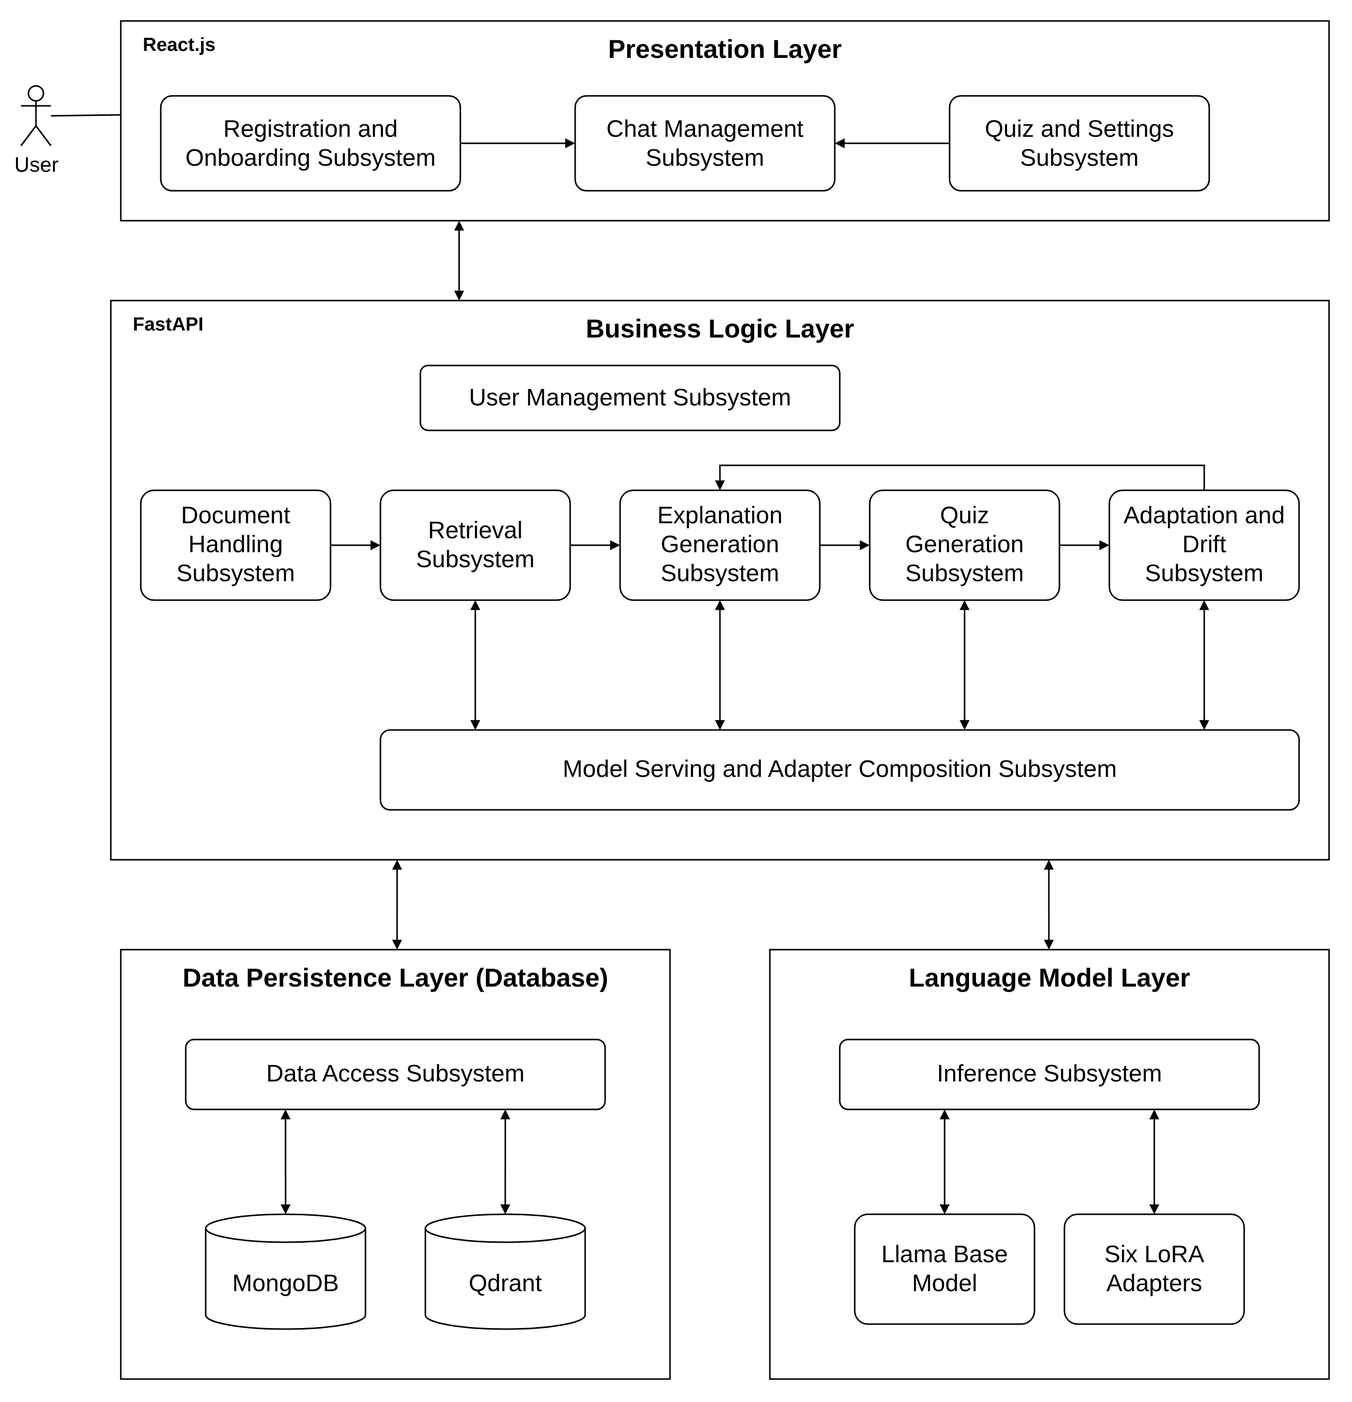 React.js
Presentation Layer
User
Registration and
Onboarding Subsystem
Chat Management
Subsystem
Quiz and Settings
Subsystem
FastAPI
Business Logic Layer
User Management Subsystem
Document
Handling
Subsystem
Retrieval
Subsystem
Explanation
Generation
Subsystem
Quiz
Generation
Subsystem
Adaptation and
Drift
Subsystem
Model Serving and Adapter Composition Subsystem
Data Persistence Layer (Database)
Data Access Subsystem
MongoDB
Qdrant
Language Model Layer
Inference Subsystem
Llama Base
Model
Six LoRA
Adapters